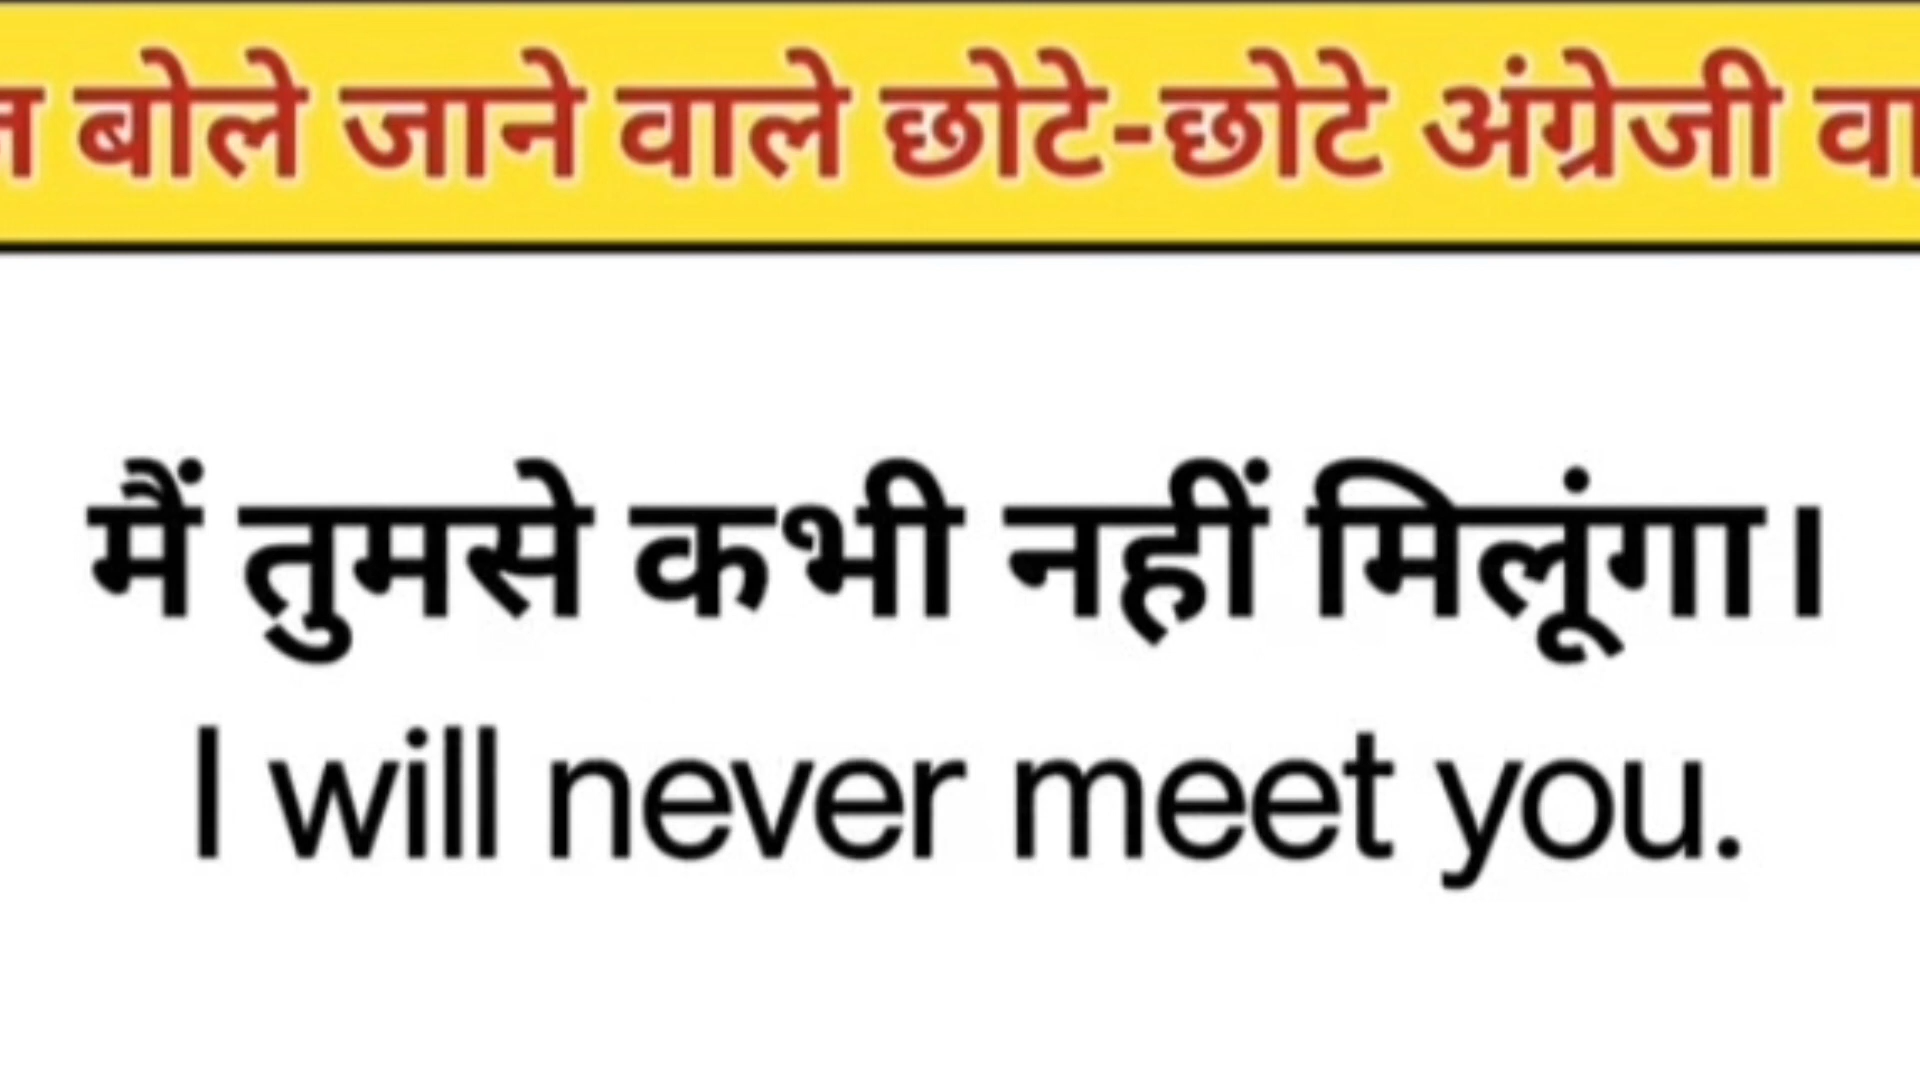 बोले जाने वाले छोटे-छोटे अंग्रेजी
मैं तुमसे कभी नहीं मिलूंगा।
I will never meet you.